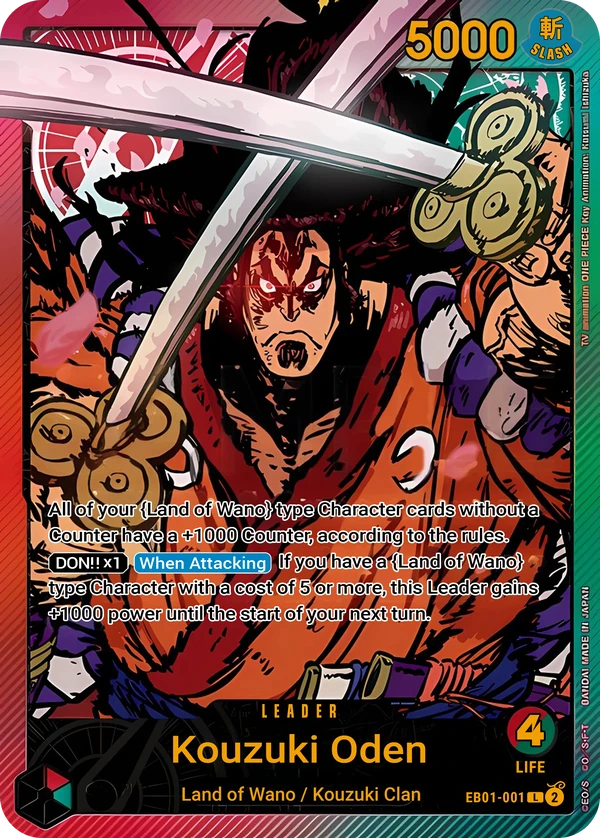 5000
斬
SLASH
TV animation ONE PIECE Key Animation: Katsumi Ishizuka
All of your {Land of Wano} type Character cards without a
Counter have a +1000 Counter, according to the rules.
DON!! x1 When Attacking If you have a {Land of Wano}
type Character with a cost of 5 or more, this Leader gains
+1000 power until the start of your next turn.
LEADER
Kouzuki Oden
Land of Wano / Kouzuki Clan
4
LIFE
EB01-001 L 2
BANDAI MADE IN JAPAN